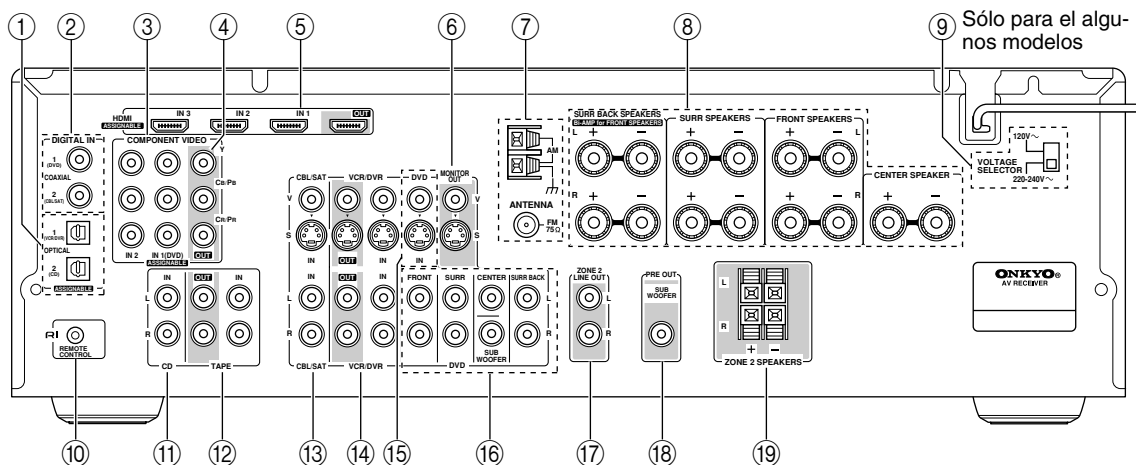 ① ② ③ ④ ⑤ ⑥ ⑦ ⑧ ⑨ Sólo para el algu-
nos modelos
HDMI
ASSIGNABLE
IN 3 IN 2 IN 1 OUT
DIGITAL IN
1
(DVD)
COAXIAL
2
(CBL/SAT)
1
(VCR/DVR)
OPTICAL
2
(CD)
ASSIGNABLE
COMPONENT VIDEO
Y
CB/PB
CR/PR
IN 2 IN 1(DVD) OUT
ASSIGNABLE
CBL/SAT VCR/DVR DVD MONITOR
OUT
V V
S S
IN OUT IN IN
AM
ANTENNA
FM
75Ω
SURR BACK SPEAKERS
Bi-AMP for FRONT SPEAKERS
SURR SPEAKERS
FRONT SPEAKERS
CENTER SPEAKER
+ − + − + −
L L
R R
+ −
120V～
VOLTAGE
SELECTOR
220-240V～
RI
REMOTE
CONTROL
IN OUT IN
L
R
CD TAPE
IN OUT IN
L
R
CBL/SAT VCR/DVR DVD
FRONT SURR CENTER SURR BACK
L
R
SUB
WOOFER
ZONE 2
LINE OUT
L
R
PRE OUT
SUB
WOOFER
L
R
+ −
ZONE 2 SPEAKERS
ONKYO®
AV RECEIVER
⑩ ⑪ ⑫ ⑬ ⑭ ⑮ ⑯ ⑰ ⑱ ⑲